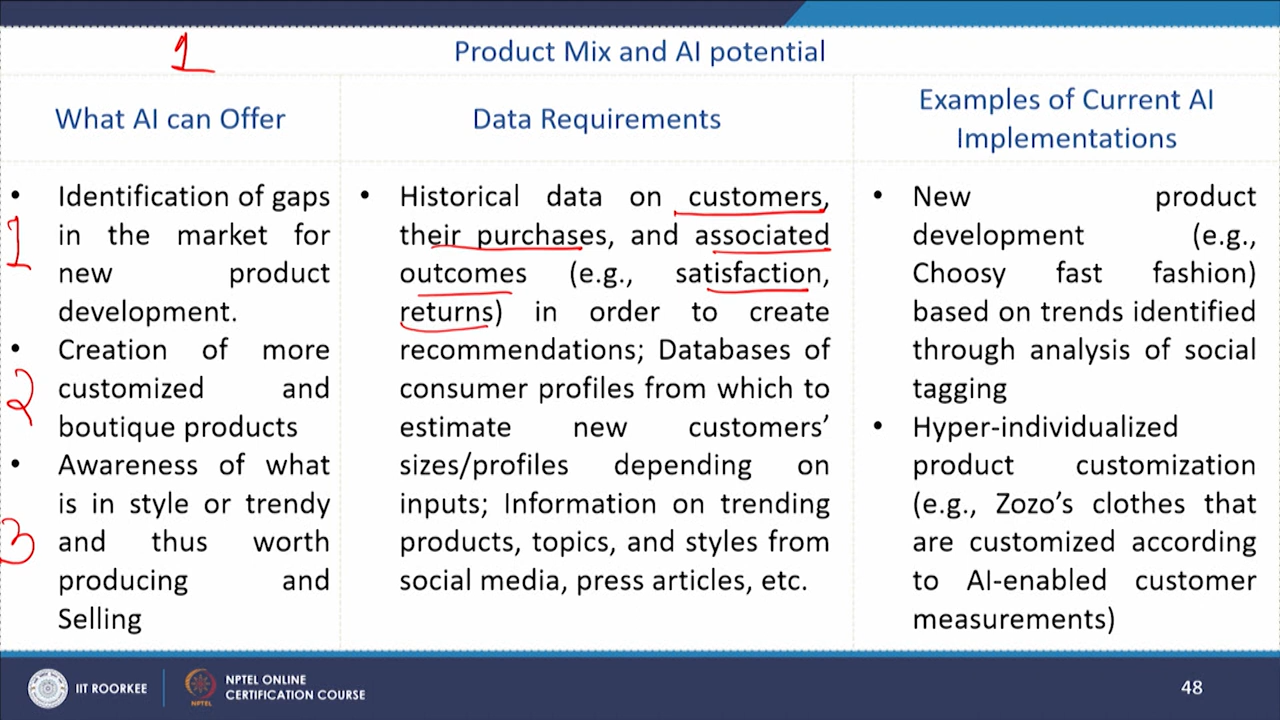 1
Product Mix and AI potential
What AI can Offer
Data Requirements
Examples of Current AI
Implementations
• Identification of gaps
in the market for
new product
development.
• Creation of more
customized and
boutique products
• Awareness of what
is in style or trendy
and thus worth
producing and
Selling
1
2
3
• Historical data on customers,
their purchases, and associated
outcomes (e.g., satisfaction,
returns) in order to create
recommendations; Databases of
consumer profiles from which to
estimate new customers’
sizes/profiles depending on
inputs; Information on trending
products, topics, and styles from
social media, press articles, etc.
• New product
development (e.g.,
Choosy fast fashion)
based on trends identified
through analysis of social
tagging
• Hyper-individualized
product customization
(e.g., Zozo’s clothes that
are customized according
to AI-enabled customer
measurements)
IIT ROORKEE
NPTEL
NPTEL ONLINE
CERTIFICATION COURSE
48